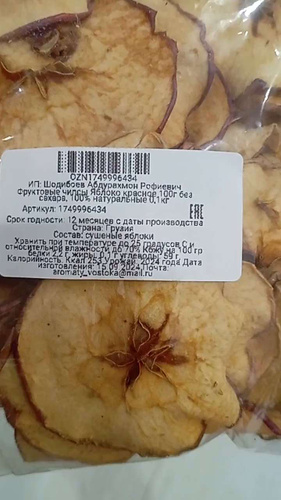 OZN1749996434
ИП: Шодибоев Абдурахмон Рофиевич
Фруктовые чипсы Яблоко красное 100г без
сахара, 100% натуральные 0,1кг
Артикул: 1749996434
EAC
Срок годности: 12 месяцев с даты производства
Страна: Грузия
Состав: сушеные яблоки
Хранить при температуре до 25 градусов С и
относительной влажности до 70% Кбжу на 100 гр
белки 2,2 г, жиры: 0,1 г углеводы: 59 г,
Калорийность: Ккал 253 Урожай: 2024 года Дата
изготовления: 15.09.2024 Почта:
aromaty_vostoka@mail.ru